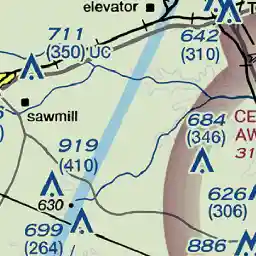 elevator
711
(350) UC
642
(310)
sawmill
CE
AW
31
684
(346)
919
(410)
630
626
(306)
699
(264)
886